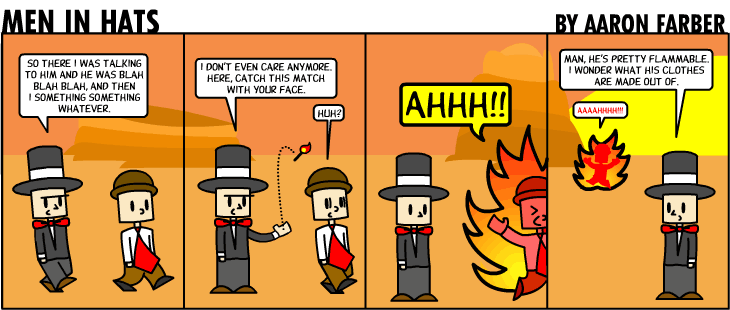 MEN IN HATS
BY AARON FARBER
SO THERE I WAS TALKING
TO HIM AND HE WAS BLAH
BLAH BLAH, AND THEN
I SOMETHING SOMETHING
WHATEVER.
I DON'T EVEN CARE ANYMORE.
HERE, CATCH THIS MATCH
WITH YOUR FACE.
HUH?
AHHH!!
MAN, HE'S PRETTY FLAMMABLE.
I WONDER WHAT HIS CLOTHES
ARE MADE OUT OF.
AAAAHHHH!!!